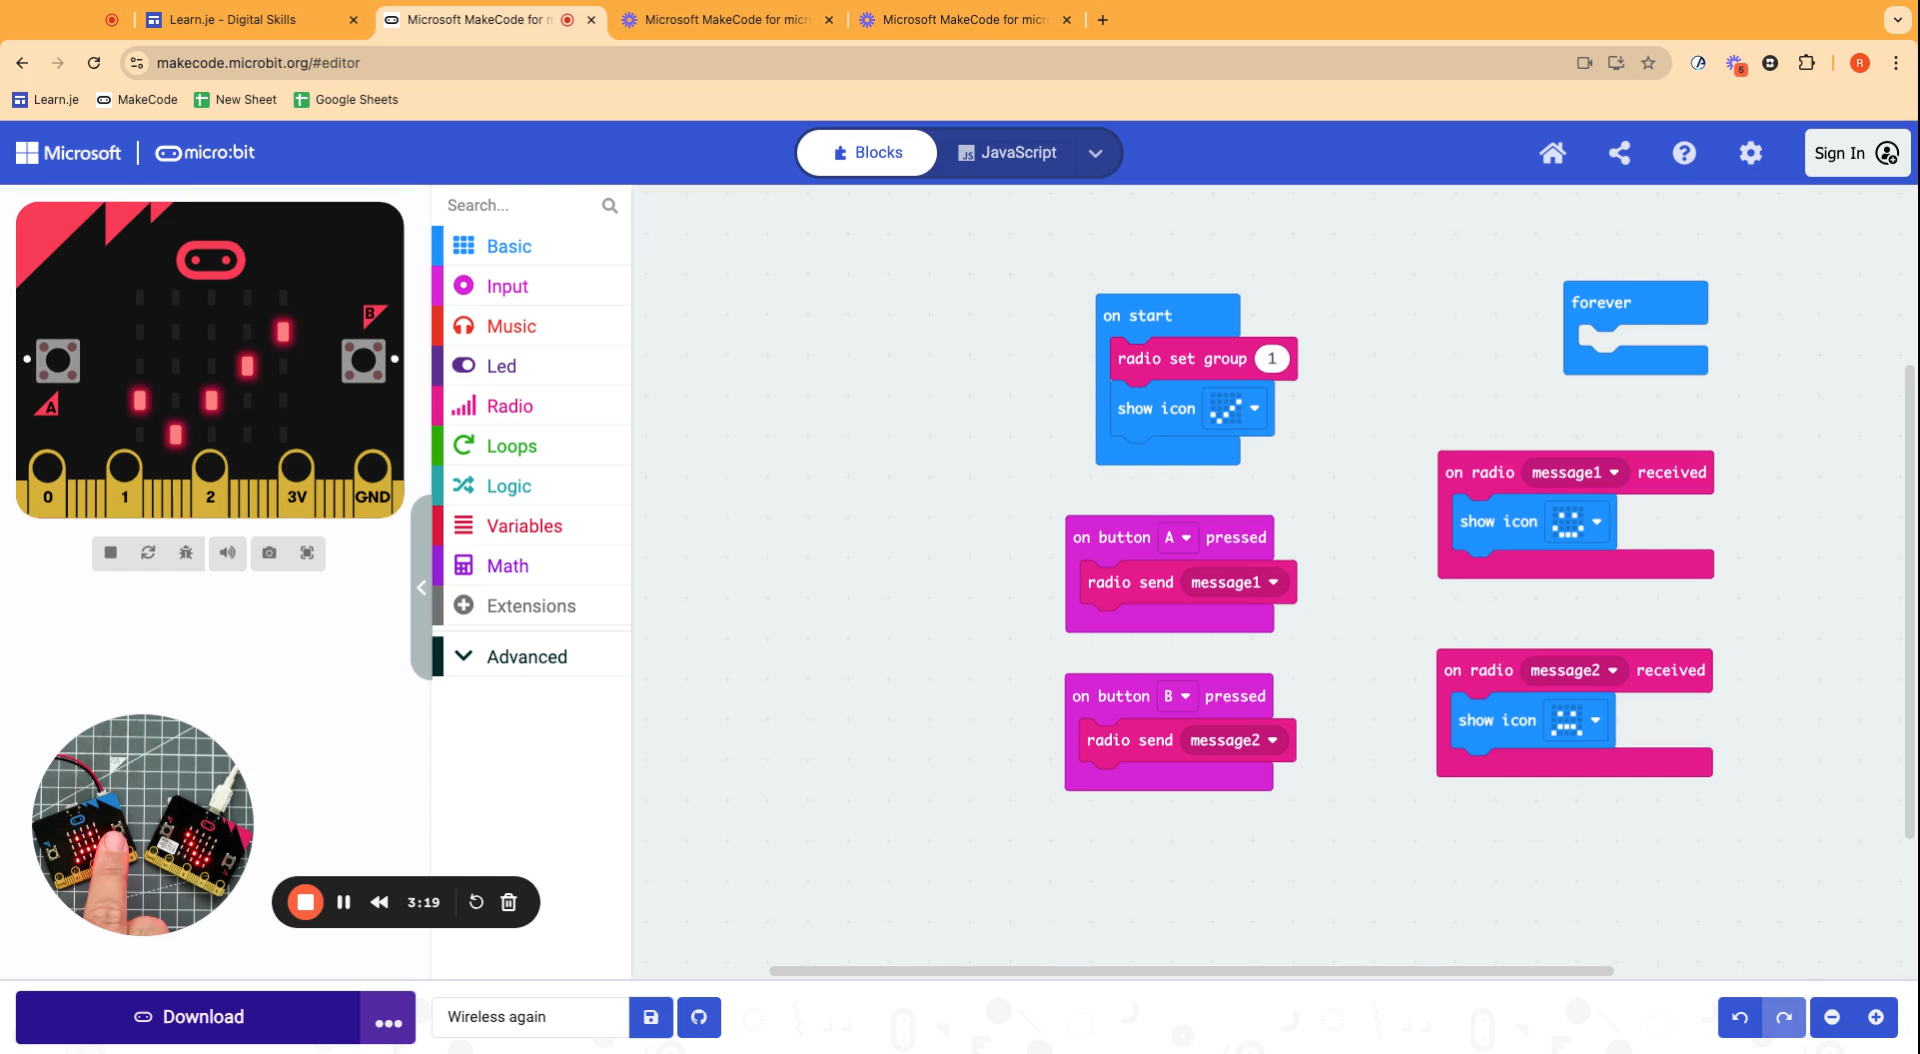 Learn.je - Digital Skills
Microsoft MakeCode for m
Microsoft MakeCode for micr
Microsoft MakeCode for micr
makecode.microbit.org/#editor
5
R
Learn.je
MakeCode
New Sheet
Google Sheets
Microsoft
micro:bit
Blocks
JS
JavaScript
Sign In
Search...
Basic
Input
Music
Led
Radio
Loops
Logic
Variables
Math
Extensions
Advanced
A
B
0
1
2
3V
GND
on start
radio set group 1
show icon
forever
on button A pressed
radio send message1
on button B pressed
radio send message2
on radio message1 received
show icon
on radio message2 received
show icon
3:19
Download
Wireless again